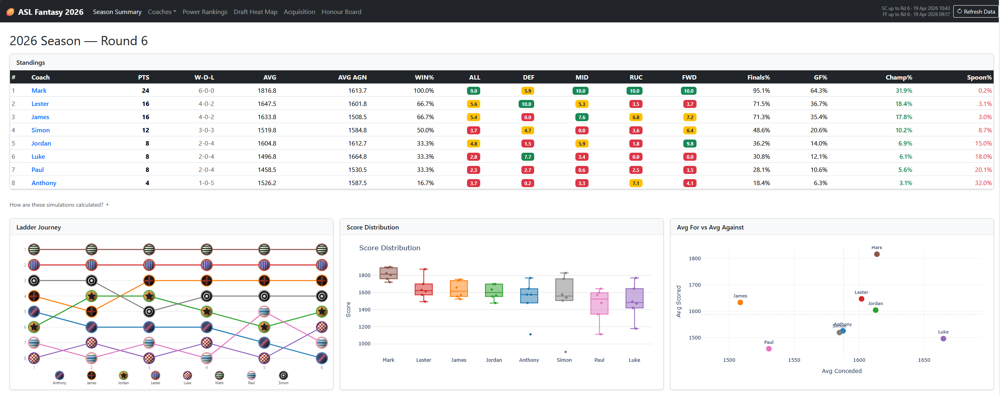 ASL Fantasy 2026 Season Summary Coaches Power Rankings Draft Heat Map Acquisition Honour Board
SC up to Rd 6 · 19 Apr 2026 10:43
FF up to Rd 6 · 19 Apr 2026 09:57
Refresh Data
2026 Season — Round 6
Standings
# Coach PTS W-D-L AVG AVG AGN WIN% ALL DEF MID RUC FWD Finals% GF% Champ% Spoon%
1 Mark 24 6-0-0 1816.8 1613.7 100.0% 9.0 5.9 10.0 10.0 10.0 95.1% 64.3% 31.9% 0.2%
2 Lester 16 4-0-2 1647.5 1601.8 66.7% 5.6 10.0 5.3 3.5 3.7 71.5% 36.7% 18.4% 3.1%
3 James 16 4-0-2 1633.8 1508.5 66.7% 5.4 0.0 7.6 6.8 7.2 71.3% 35.4% 17.8% 3.0%
4 Simon 12 3-0-3 1519.8 1584.8 50.0% 3.7 4.7 0.0 3.6 6.4 48.6% 20.6% 10.2% 8.7%
5 Jordan 8 2-0-4 1604.8 1612.7 33.3% 4.8 1.5 5.9 1.8 9.8 36.2% 14.0% 6.9% 15.0%
6 Luke 8 2-0-4 1496.8 1664.8 33.3% 2.8 7.7 3.4 0.0 0.0 30.8% 12.1% 6.1% 18.0%
7 Paul 8 2-0-4 1458.5 1530.5 33.3% 2.3 2.7 0.6 2.5 3.5 28.1% 10.6% 5.6% 20.1%
8 Anthony 4 1-0-5 1526.2 1587.5 16.7% 3.7 0.2 3.3 7.1 4.1 18.4% 6.3% 3.1% 32.0%
How are these simulations calculated?
Ladder Journey
1
2
3
4
5
6
7
8
1 2 3 4 5 6
Anthony James Jordan Lester Luke Mark Paul Simon
Score Distribution
Score Distribution
Score
1800
1600
1400
1200
1000
Mark Lester James Jordan Anthony Simon Paul Luke
Avg For vs Avg Against
Avg Scored
1800
1700
1600
1500
Mark
Lester
James
Jordan
Anthony
Simon
Luke
Paul
1500 1550 1600 1650
Avg Conceded